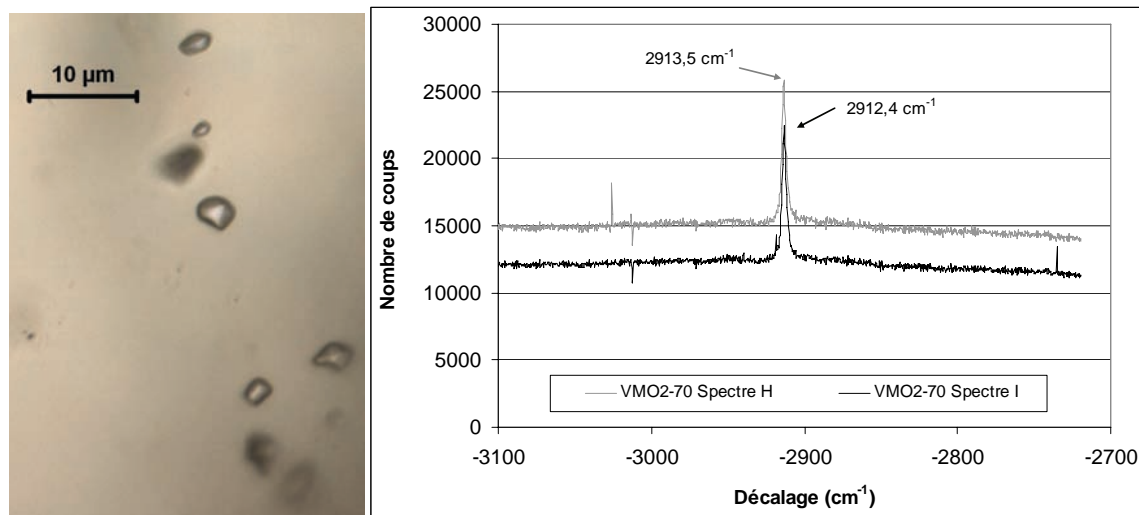 10 µm
30000
25000
20000
15000
10000
5000
0
Nombre de coups
2913,5 cm-1
2912,4 cm-1
VMO2-70 Spectre H
VMO2-70 Spectre I
-3100
-3000
-2900
-2800
-2700
Décalage (cm-1)